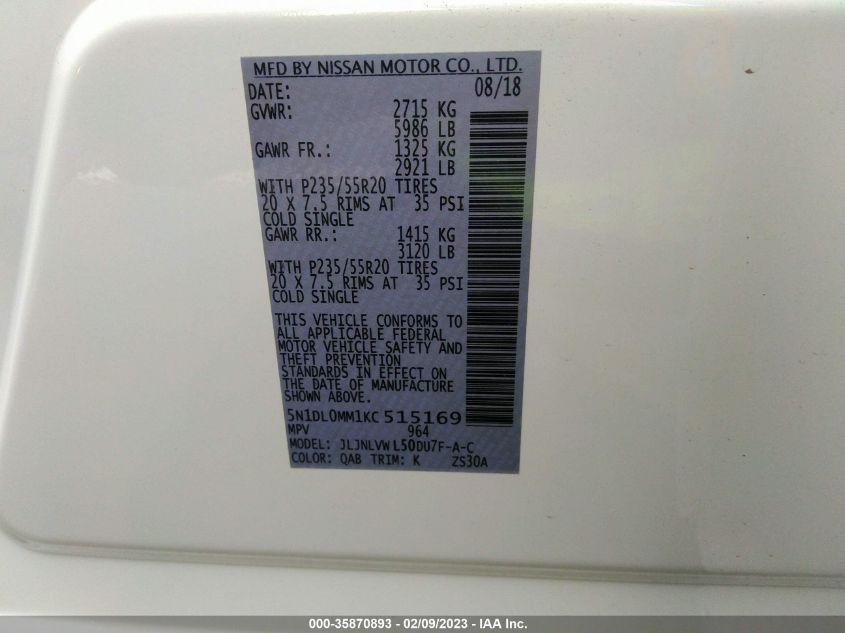 MFD BY NISSAN MOTOR CO., LTD.
DATE: 08/18
GVWR: 2715 KG
5986 LB
GAWR FR.: 1325 KG
2921 LB
WITH P235/55R20 TIRES
20 X 7.5 RIMS AT 35 PSI
COLD SINGLE
GAWR RR.: 1415 KG
3120 LB
WITH P235/55R20 TIRES
20 X 7.5 RIMS AT 35 PSI
COLD SINGLE
THIS VEHICLE CONFORMS TO
ALL APPLICABLE FEDERAL
MOTOR VEHICLE SAFETY AND
THEFT PREVENTION
STANDARDS IN EFFECT ON
THE DATE OF MANUFACTURE
SHOWN ABOVE.
5N1DL0MM1KC 515169
MPV 964
MODEL: JLJNLVW L50DU7F-A-C
COLOR: QAB TRIM: K ZS30A
000-35870893 - 02/09/2023 - IAA Inc.